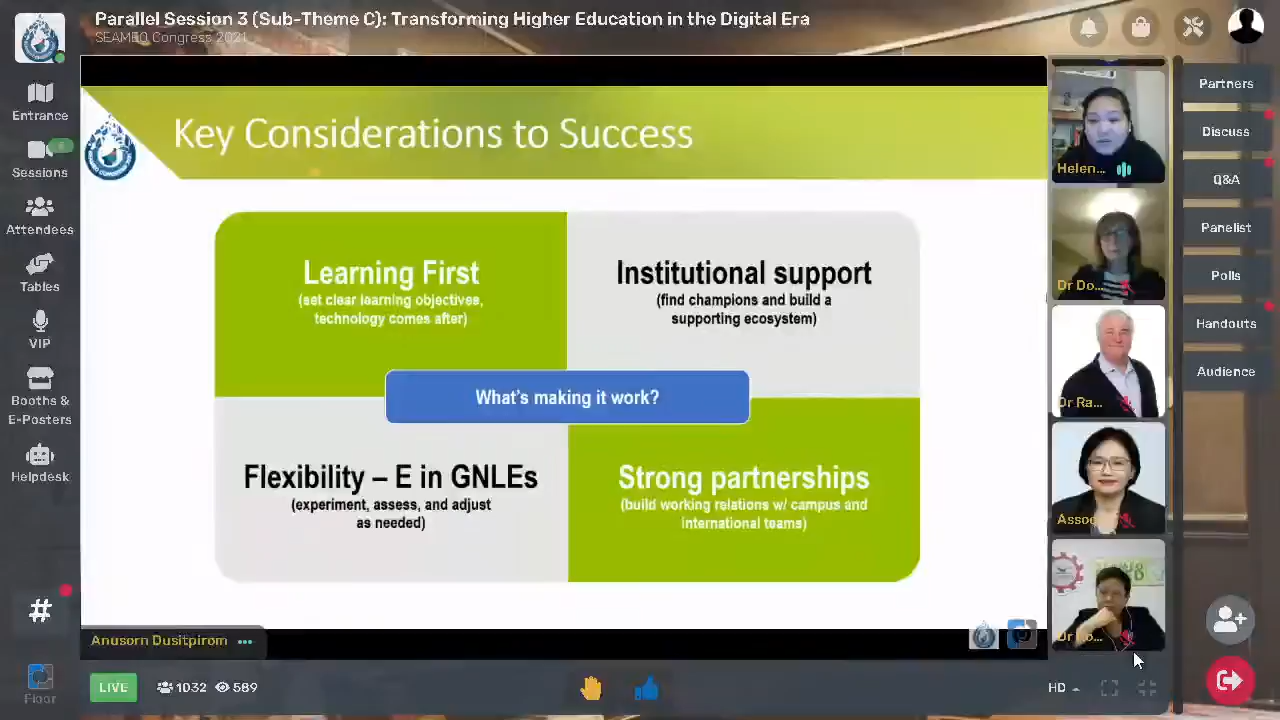 Parallel Session 3 (Sub-Theme C): Transforming Higher Education in the Digital Era
SEAMEO Congress 2021
Entrance
Sessions
Attendees
Tables
VIP
Booths &
E-Posters
Helpdesk
Floor
Key Considerations to Success
Learning First
(set clear learning objectives,
technology comes after)
Institutional support
(find champions and build a
supporting ecosystem)
What's making it work?
Flexibility – E in GNLEs
(experiment, assess, and adjust
as needed)
Strong partnerships
(build working relations w/ campus and
international teams)
Anusorn Dusitpirom
Helen...
Dr Do...
Dr Ra...
Assoc
Partners
Discuss
Q&A
Panelist
Polls
Handouts
Audience
#
LIVE
1032
589
HD